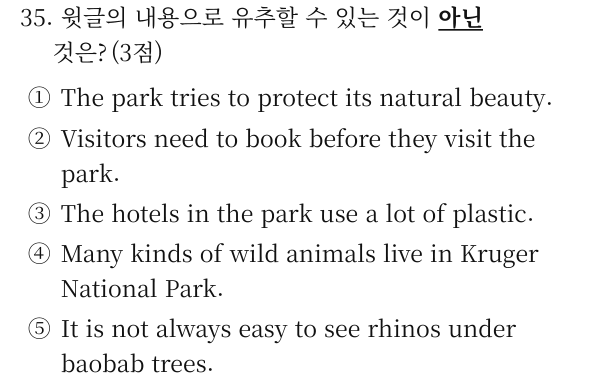 35. 윗글의 내용으로 유추할 수 있는 것이 아닌
것은? (3점)
① The park tries to protect its natural beauty.
② Visitors need to book before they visit the
park.
③ The hotels in the park use a lot of plastic.
④ Many kinds of wild animals live in Kruger
National Park.
⑤ It is not always easy to see rhinos under
baobab trees.